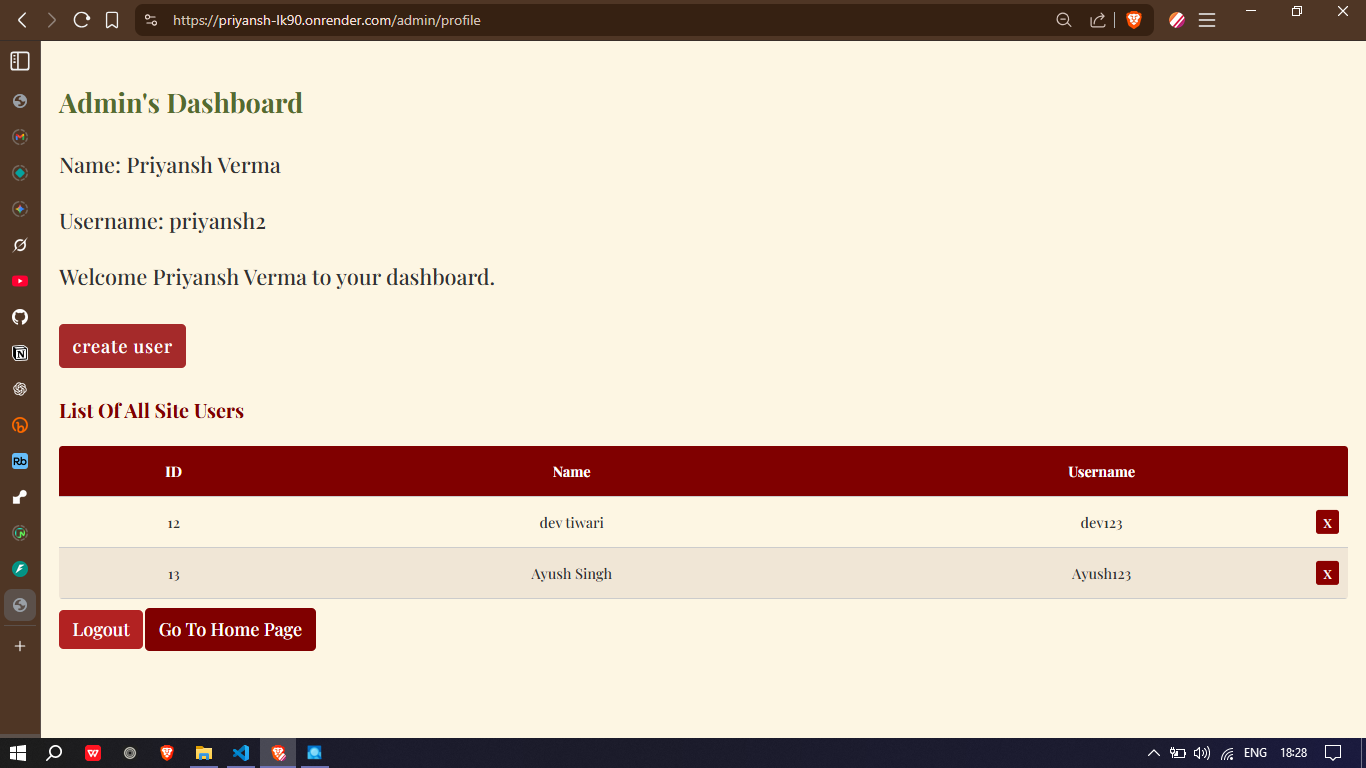 https://priyansh-lk90.onrender.com/admin/profile
Admin's Dashboard
Name: Priyansh Verma
Username: priyansh2
Welcome Priyansh Verma to your dashboard.
create user
List Of All Site Users
ID Name Username
12 dev tiwari dev123 x
13 Ayush Singh Ayush123 x
Logout Go To Home Page
Rb
ENG 18:28